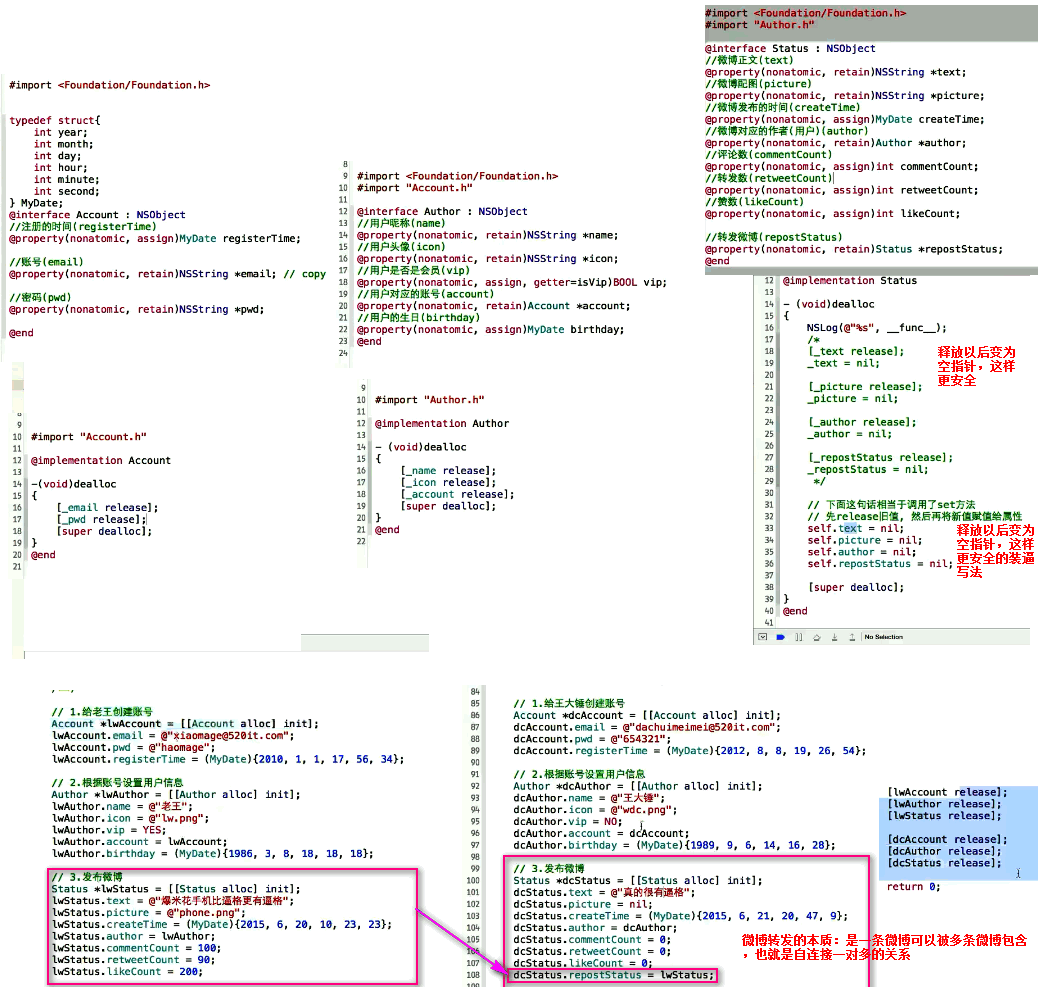 #import <Foundation/Foundation.h>
typedef struct{
int year;
int month;
int day;
int hour;
int minute;
int second;
} MyDate;
@interface Account : NSObject
//注册的时间(registerTime)
@property(nonatomic, assign)MyDate registerTime;
//账号(email)
@property(nonatomic, retain)NSString *email; // copy
//密码(pwd)
@property(nonatomic, retain)NSString *pwd;
@end
8
9 #import <Foundation/Foundation.h>
10 #import "Account.h"
11
12 @interface Author : NSObject
13 //用户昵称(name)
14 @property(nonatomic, retain)NSString *name;
15 //用户头像(icon)
16 @property(nonatomic, retain)NSString *icon;
17 //用户是否是会员(vip)
18 @property(nonatomic, assign, getter=isVip)BOOL vip;
19 //用户对应的账号(account)
20 @property(nonatomic, retain)Account *account;
21 //用户的生日(birthday)
22 @property(nonatomic, assign)MyDate birthday;
23 @end
24
#import <Foundation/Foundation.h>
#import "Author.h"
@interface Status : NSObject
//微博正文(text)
@property(nonatomic, retain)NSString *text;
//微博配图(picture)
@property(nonatomic, retain)NSString *picture;
//微博发布的时间(createTime)
@property(nonatomic, assign)MyDate createTime;
//微博对应的作者(用户)(author)
@property(nonatomic, retain)Author *author;
//评论数(commentCount)
@property(nonatomic, assign)int commentCount;
//转发数(retweetCount)
@property(nonatomic, assign)int retweetCount;
//赞数(likeCount)
@property(nonatomic, assign)int likeCount;
//转发微博(repostStatus)
@property(nonatomic, retain)Status *repostStatus;
@end
9
10 #import "Account.h"
11
12 @implementation Account
13
14 -(void)dealloc
15 {
16 [_email release];
17 [_pwd release];
18 [super dealloc];
19 }
20 @end
21
9
10 #import "Author.h"
11
12 @implementation Author
13
14 - (void)dealloc
15 {
16 [_name release];
17 [_icon release];
18 [_account release];
19 [super dealloc];
20 }
21 @end
22
12 @implementation Status
13
14 - (void)dealloc
15 {
16 NSLog(@"%s", __func__);
17 /*
18 [_text release];
19 _text = nil;
20
21 [_picture release];
22 _picture = nil;
23
24 [_author release];
25 _author = nil;
26
27 [_repostStatus release];
28 _repostStatus = nil;
29 */
30
31 // 下面这句话相当于调用了set方法
32 // 先release旧值, 然后再将新值赋值给属性
33 self.text = nil;
34 self.picture = nil;
35 self.author = nil;
36 self.repostStatus = nil;
37
38 [super dealloc];
39 }
40 @end
41
释放以后变为
空指针，这样
更安全
释放以后变为
空指针，这样
更安全的装逼
写法
No Selection
// 1.给老王创建账号
Account *lwAccount = [[Account alloc] init];
lwAccount.email = @"xiaomage@520it.com";
lwAccount.pwd = @"haomage";
lwAccount.registerTime = (MyDate){2010, 1, 1, 17, 56, 34};
// 2.根据账号设置用户信息
Author *lwAuthor = [[Author alloc] init];
lwAuthor.name = @"老王";
lwAuthor.icon = @"lw.png";
lwAuthor.vip = YES;
lwAuthor.account = lwAccount;
lwAuthor.birthday = (MyDate){1986, 3, 8, 18, 18, 18};
// 3.发布微博
Status *lwStatus = [[Status alloc] init];
lwStatus.text = @"爆米花手机比逼格更有逼格";
lwStatus.picture = @"phone.png";
lwStatus.createTime = (MyDate){2015, 6, 20, 10, 23, 23};
lwStatus.author = lwAuthor;
lwStatus.commentCount = 100;
lwStatus.retweetCount = 90;
lwStatus.likeCount = 200;
84
85 // 1.给王大锤创建账号
86 Account *dcAccount = [[Account alloc] init];
87 dcAccount.email = @"dachuimeimei@520it.com";
88 dcAccount.pwd = @"654321";
89 dcAccount.registerTime = (MyDate){2012, 8, 8, 19, 26, 54};
90
91 // 2.根据账号设置用户信息
92 Author *dcAuthor = [[Author alloc] init];
93 dcAuthor.name = @"王大锤";
94 dcAuthor.icon = @"wdc.png";
95 dcAuthor.vip = NO;
96 dcAuthor.account = dcAccount;
97 dcAuthor.birthday = (MyDate){1989, 9, 6, 14, 16, 28};
98
99 // 3.发布微博
100 Status *dcStatus = [[Status alloc] init];
101 dcStatus.text = @"真的很有逼格";
102 dcStatus.picture = nil;
103 dcStatus.createTime = (MyDate){2015, 6, 21, 20, 47, 9};
104 dcStatus.author = dcAuthor;
105 dcStatus.commentCount = 0;
106 dcStatus.retweetCount = 0;
107 dcStatus.likeCount = 0;
108 dcStatus.repostStatus = lwStatus;
109
[lwAccount release];
[lwAuthor release];
[lwStatus release];
[dcAccount release];
[dcAuthor release];
[dcStatus release];
return 0;
微博转发的本质：是一条微博可以被多条微博包含
，也就是自连接一对多的关系